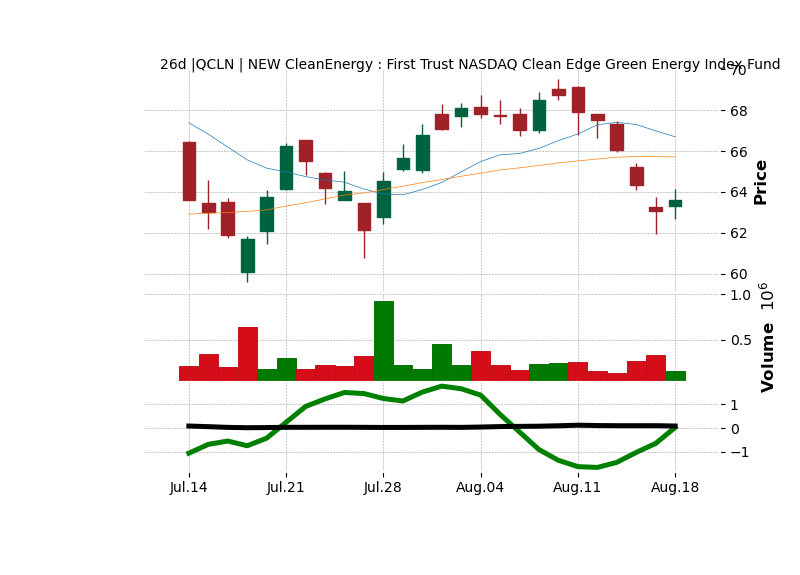 26d |QCLN | NEW CleanEnergy : First Trust NASDAQ Clean Edge Green Energy Index Fund
70
68
66
64
62
60
Price
1.0
0.5
Volume 10^6
1
0
−1
Jul.14 Jul.21 Jul.28 Aug.04 Aug.11 Aug.18